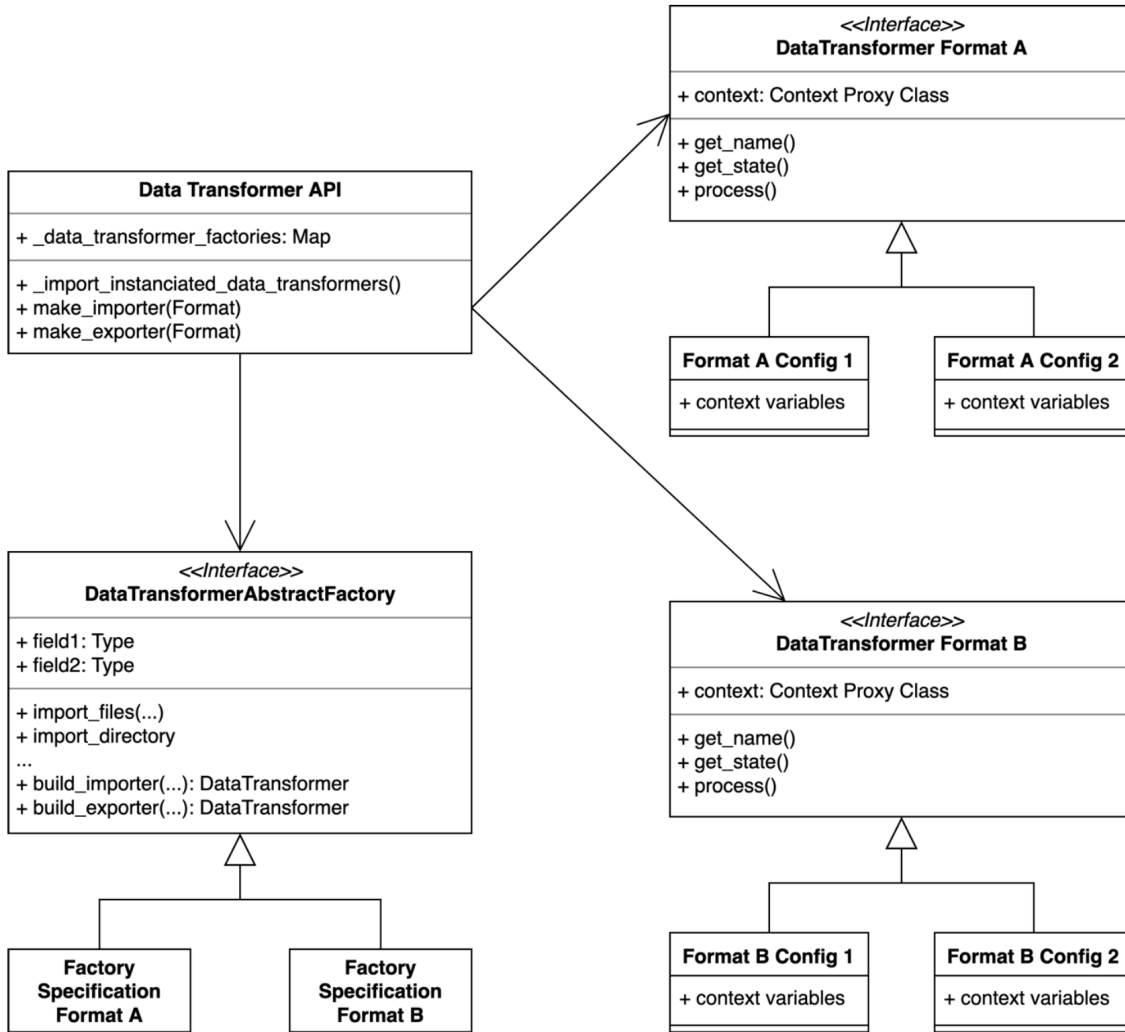 <<Interface>>
DataTransformer Format A
+ context: Context Proxy Class
+ get_name()
+ get_state()
+ process()
Data Transformer API
+ _data_transformer_factories: Map
+ _import_instanciated_data_transformers()
+ make_importer(Format)
+ make_exporter(Format)
Format A Config 1
+ context variables
Format A Config 2
+ context variables
<<Interface>>
DataTransformerAbstractFactory
+ field1: Type
+ field2: Type
+ import_files(...)
+ import_directory
...
+ build_importer(...): DataTransformer
+ build_exporter(...): DataTransformer
<<Interface>>
DataTransformer Format B
+ context: Context Proxy Class
+ get_name()
+ get_state()
+ process()
Factory
Specification
Format A
Factory
Specification
Format B
Format B Config 1
+ context variables
Format B Config 2
+ context variables